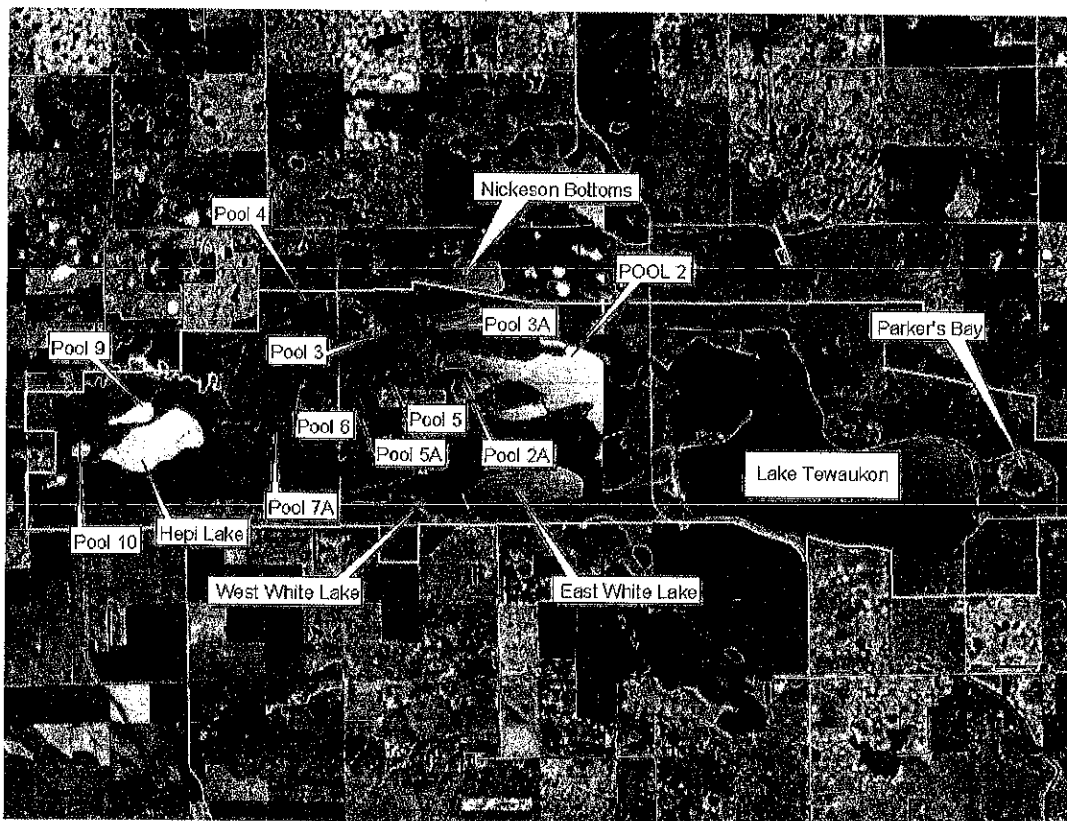 Nickeson Bottoms
Pool 4
POOL 2
Pool 3A
Parker's Bay
Pool 9
Pool 3
Pool 6
Pool 5
Pool 5A
Pool 2A
Lake Tewaukon
Pool 7A
Pool 10
Hepi Lake
West White Lake
East White Lake